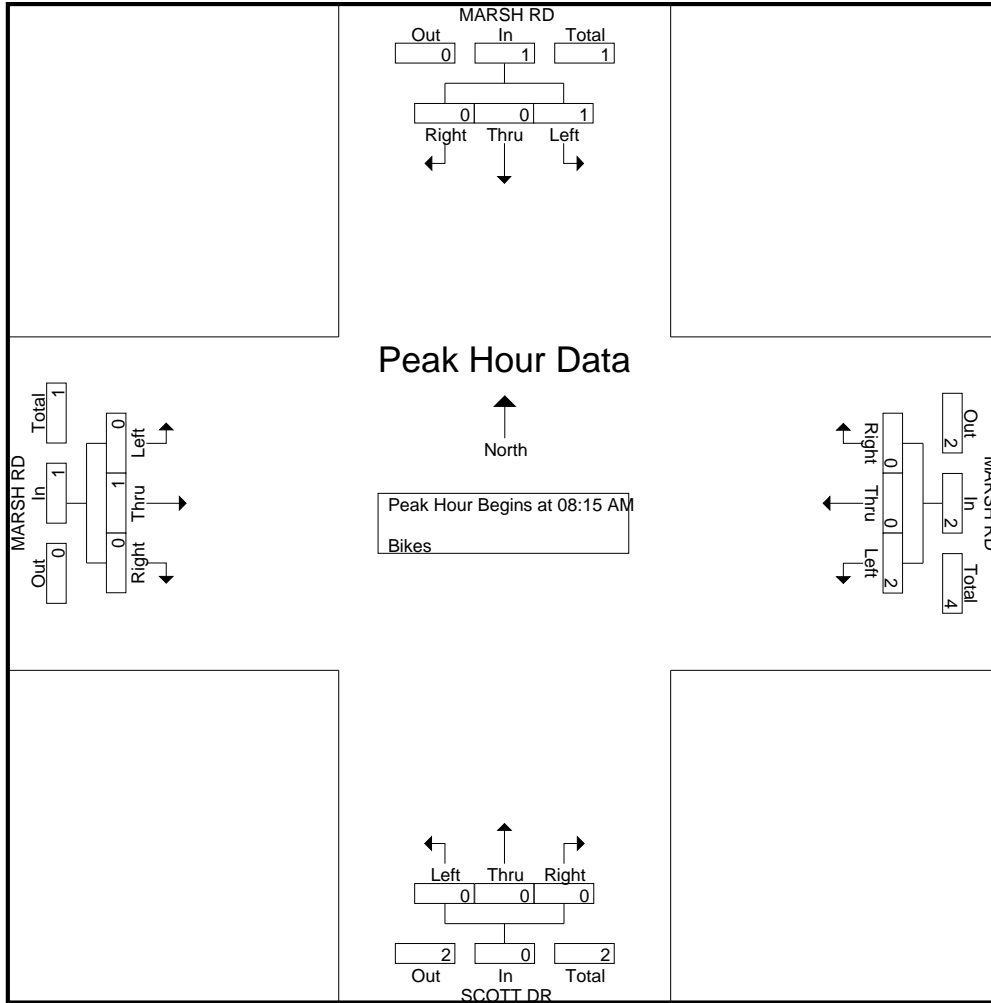 MARSH RD
Out In Total
0 1 1
0 0 1
Right Thru Left
Peak Hour Data
North
Peak Hour Begins at 08:15 AM
Bikes
MARSH RD
Total In Out
1 1 0
0 1 0
Left Thru Right
MARSH RD
Out In Total
2 2 4
0 0 2
Right Thru Left
Left Thru Right
0 0 0
2 0 2
Out In Total
SCOTT DR